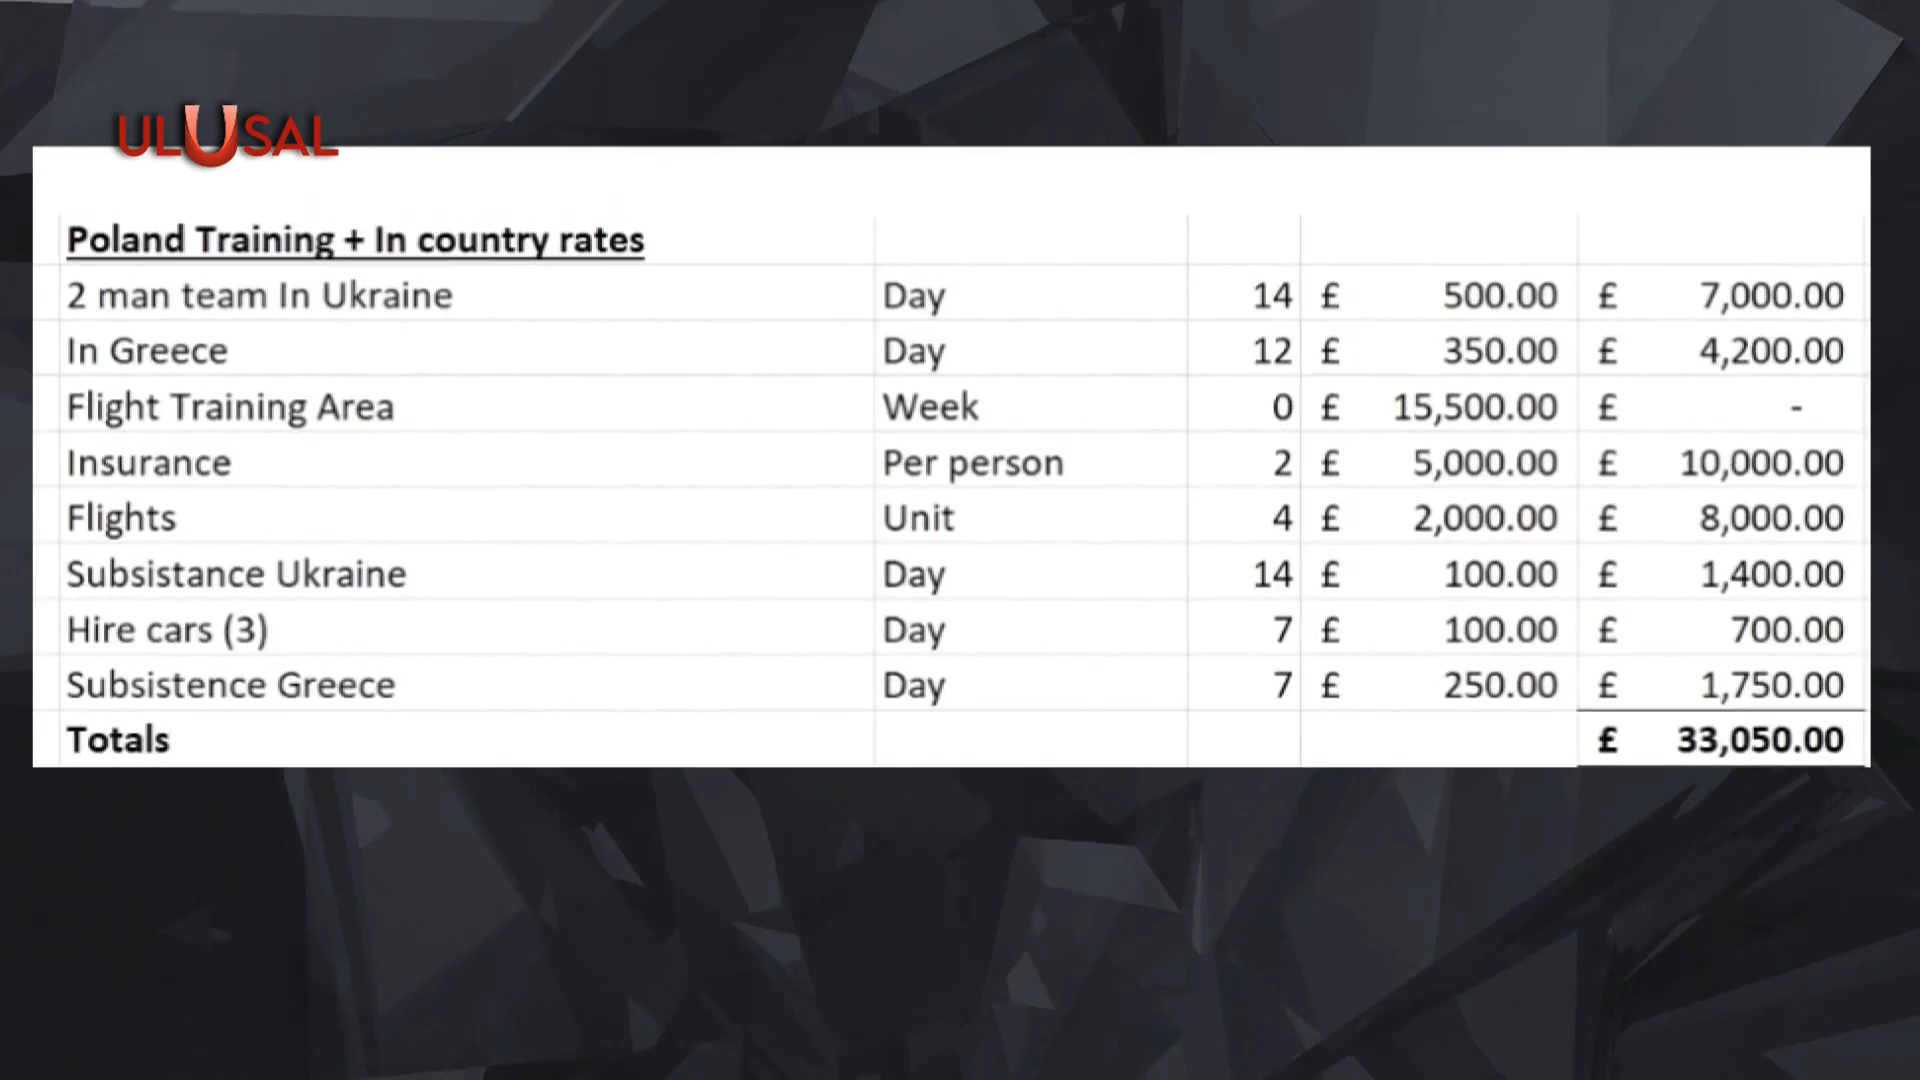 ULUSAL
Poland Training + In country rates
2 man team In Ukraine Day 14 £ 500.00 £ 7,000.00
In Greece Day 12 £ 350.00 £ 4,200.00
Flight Training Area Week 0 £ 15,500.00 £ -
Insurance Per person 2 £ 5,000.00 £ 10,000.00
Flights Unit 4 £ 2,000.00 £ 8,000.00
Subsistance Ukraine Day 14 £ 100.00 £ 1,400.00
Hire cars (3) Day 7 £ 100.00 £ 700.00
Subsistence Greece Day 7 £ 250.00 £ 1,750.00
Totals £ 33,050.00